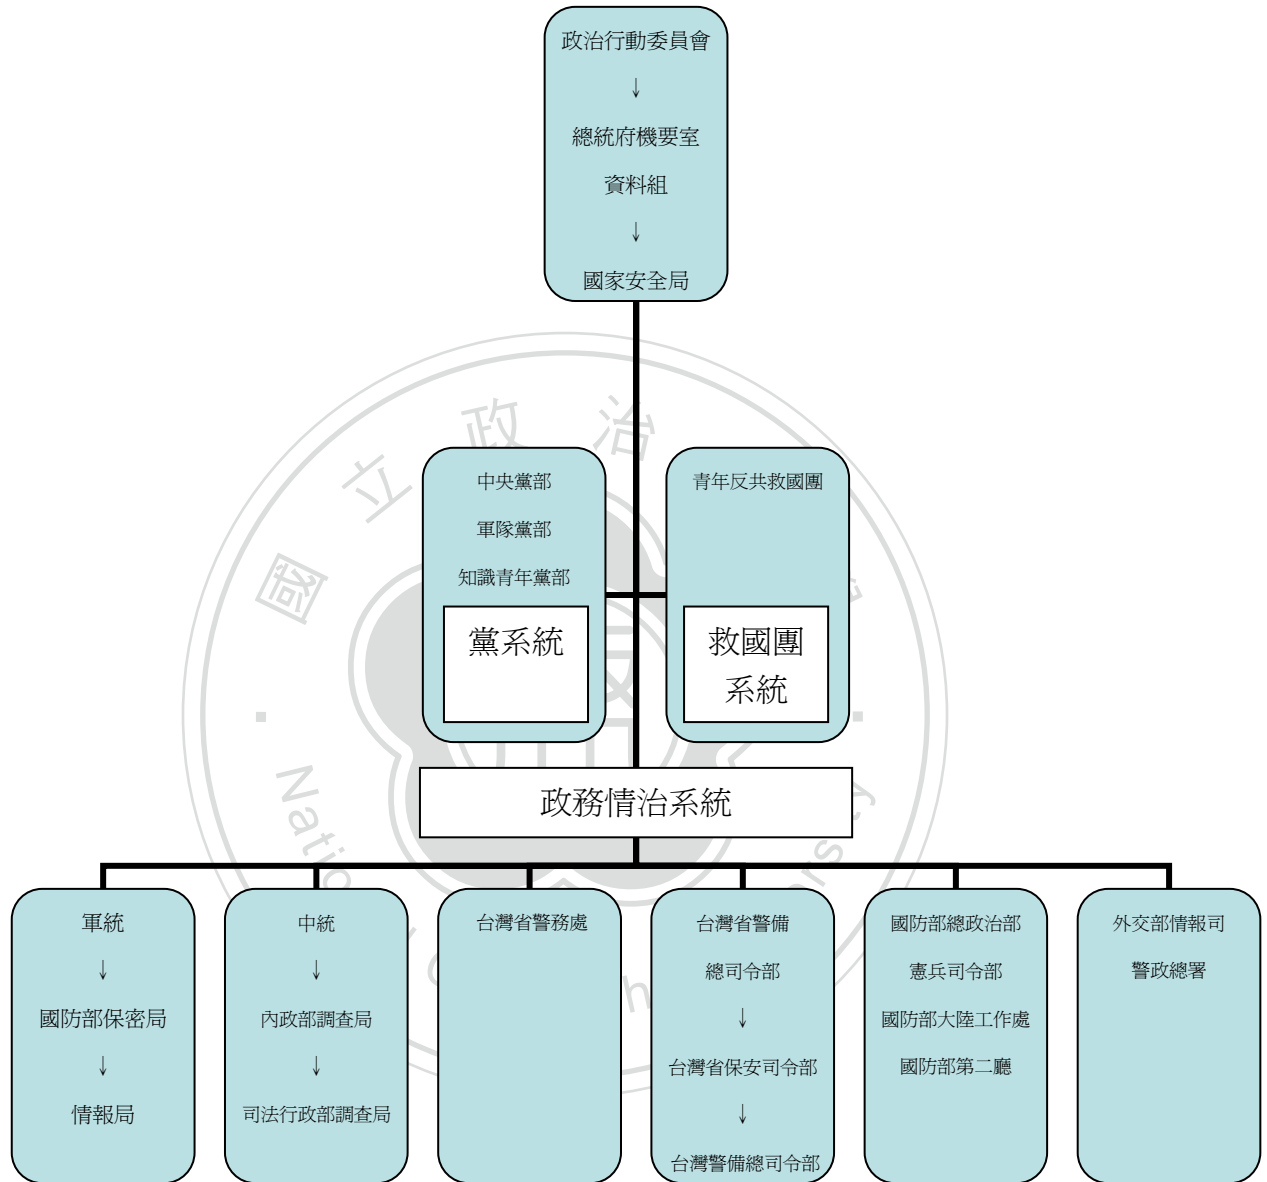 政治行動委員會
↓
總統府機要室
資料組
↓
國家安全局
國立政治
中央黨部
軍隊黨部
知識青年黨部
黨系統
青年反共救國團
救國團
系統
政務情治系統
軍統
↓
國防部保密局
↓
情報局
中統
↓
內政部調查局
↓
司法行政部調查局
台灣省警務處
台灣省警備
總司令部
↓
台灣省保安司令部
↓
台灣警備總司令部
國防部總政治部
憲兵司令部
國防部大陸工作處
國防部第二廳
外交部情報司
警政總署